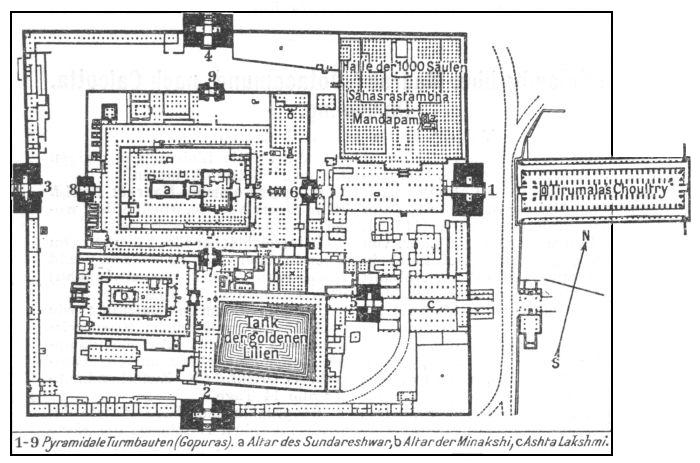 4
9
Halle der 1000 Säulen
Sahasrastambha
Mandapam
3
8
a
6
1
Tirumalas Choultry
N
7
b
5
c
Tank
der goldenen
Lilien
S
2
1-9 Pyramidale Turmbauten (Gopuras). a Altar des Sundareshwar, b Altar der Minakshi, c Ashta Lakshmi.